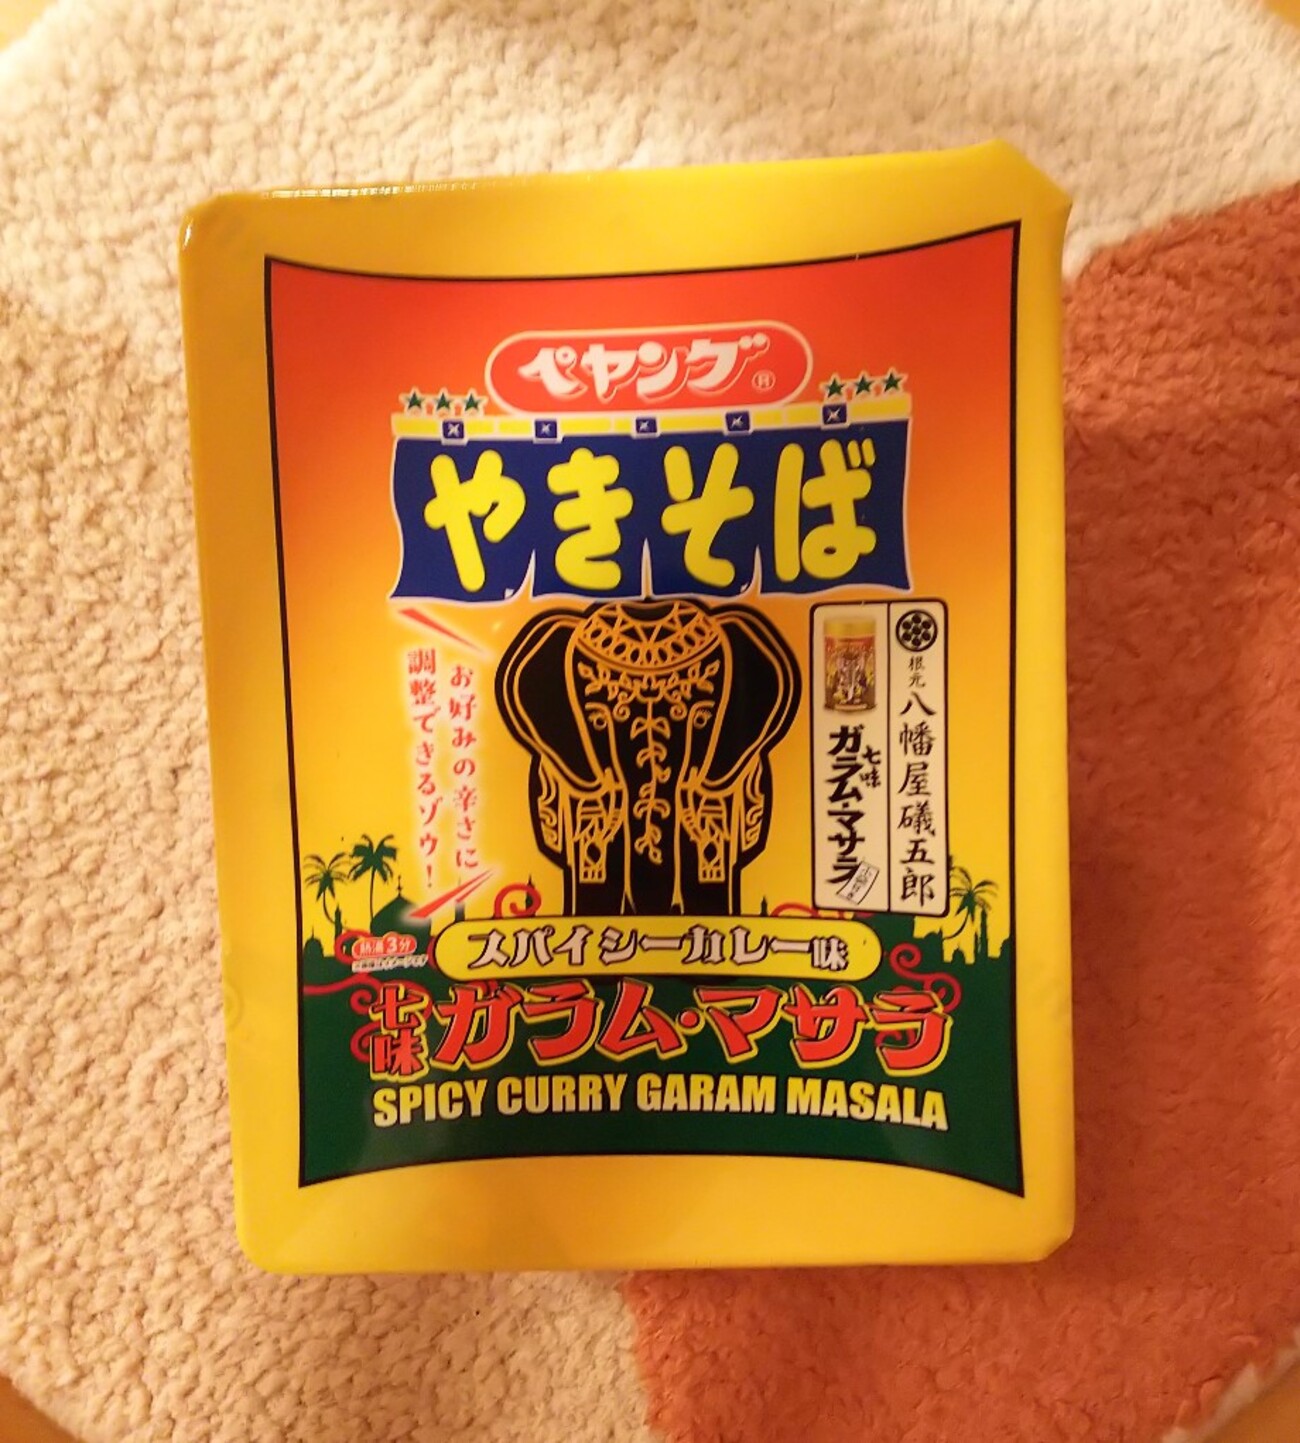 ペヤング®
やきそば
お好みの辛さに
調整できるゾウ!
根元
八幡屋礒五郎
七味
ガラム・マサラ
熱湯3分
スパイシーカレー味
七味
ガラム・マサラ
SPICY CURRY GARAM MASALA